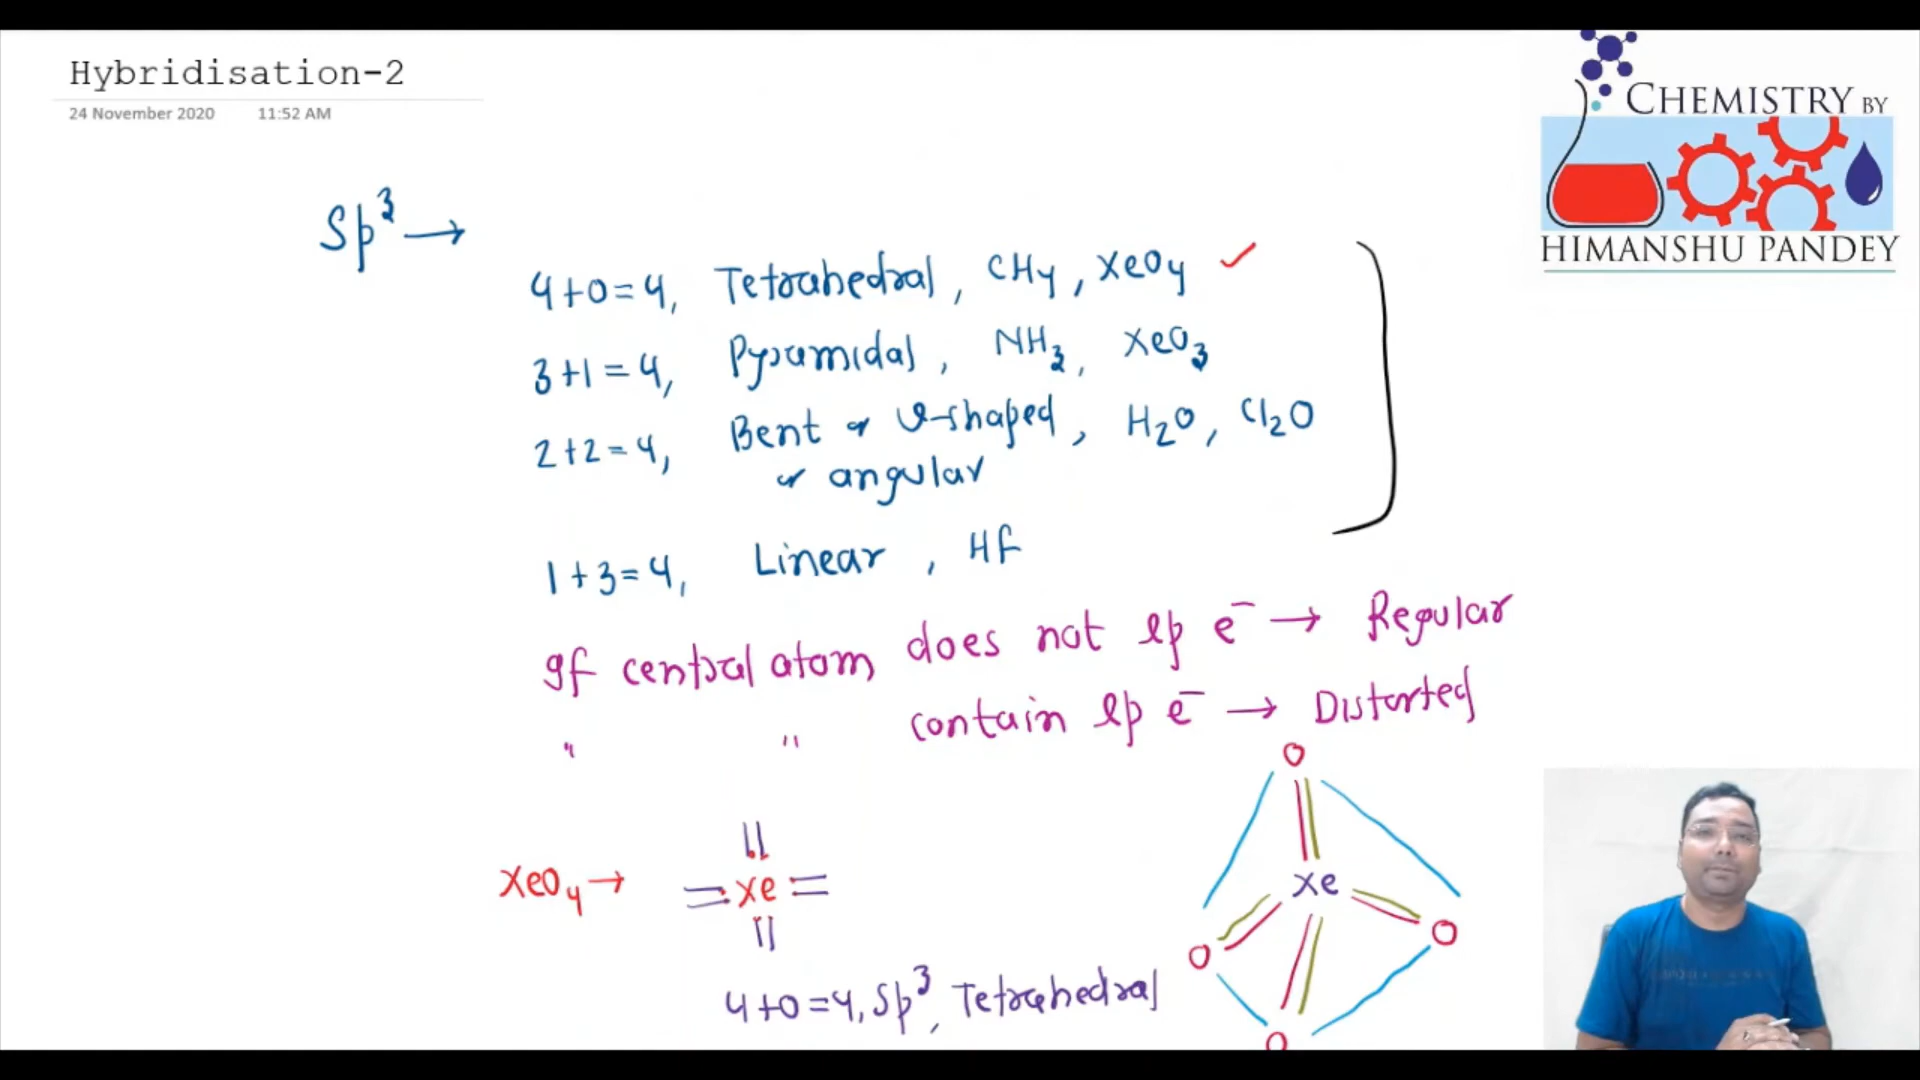 Hybridisation-2
24 November 2020 11:52 AM
CHEMISTRY BY
HIMANSHU PANDEY
Sp³ →
4+0=4, Tetrahedral, CH₄, XeO₄ ✓
3+1=4, Pyramidal, NH₃, XeO₃
2+2=4, Bent or V-shaped, H₂O, Cl₂O
or angular
1+3=4, Linear, HF
If central atom does not lp e⁻ → Regular
" " contain lp e⁻ → Distorted
XeO₄ → =Xe=
4+0=4, Sp³, Tetrahedral
O
Xe
O O
O